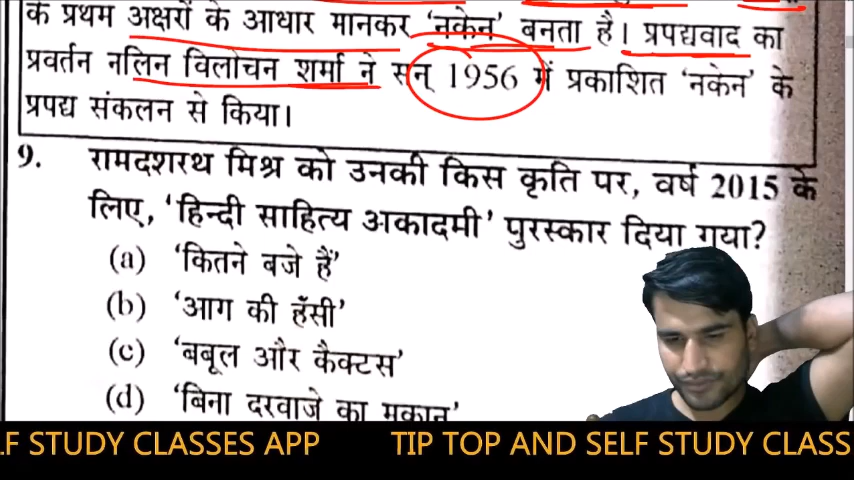 के प्रथम अक्षरों के आधार मानकर ‘नकेन’ बनता है। प्रपद्यवाद का
प्रवर्तन नलिन विलोचन शर्मा ने सन् 1956 में प्रकाशित ‘नकेन’ के
प्रपद्य संकलन से किया।
9. रामदशरथ मिश्र को उनकी किस कृति पर, वर्ष 2015 के
लिए, ‘हिन्दी साहित्य अकादमी’ पुरस्कार दिया गया?
(a) ‘कितने बजे हैं’
(b) ‘आग की हँसी’
(c) ‘बबूल और कैक्टस’
(d) ‘बिना दरवाजे का मकान’
LF STUDY CLASSES APP TIP TOP AND SELF STUDY CLASS